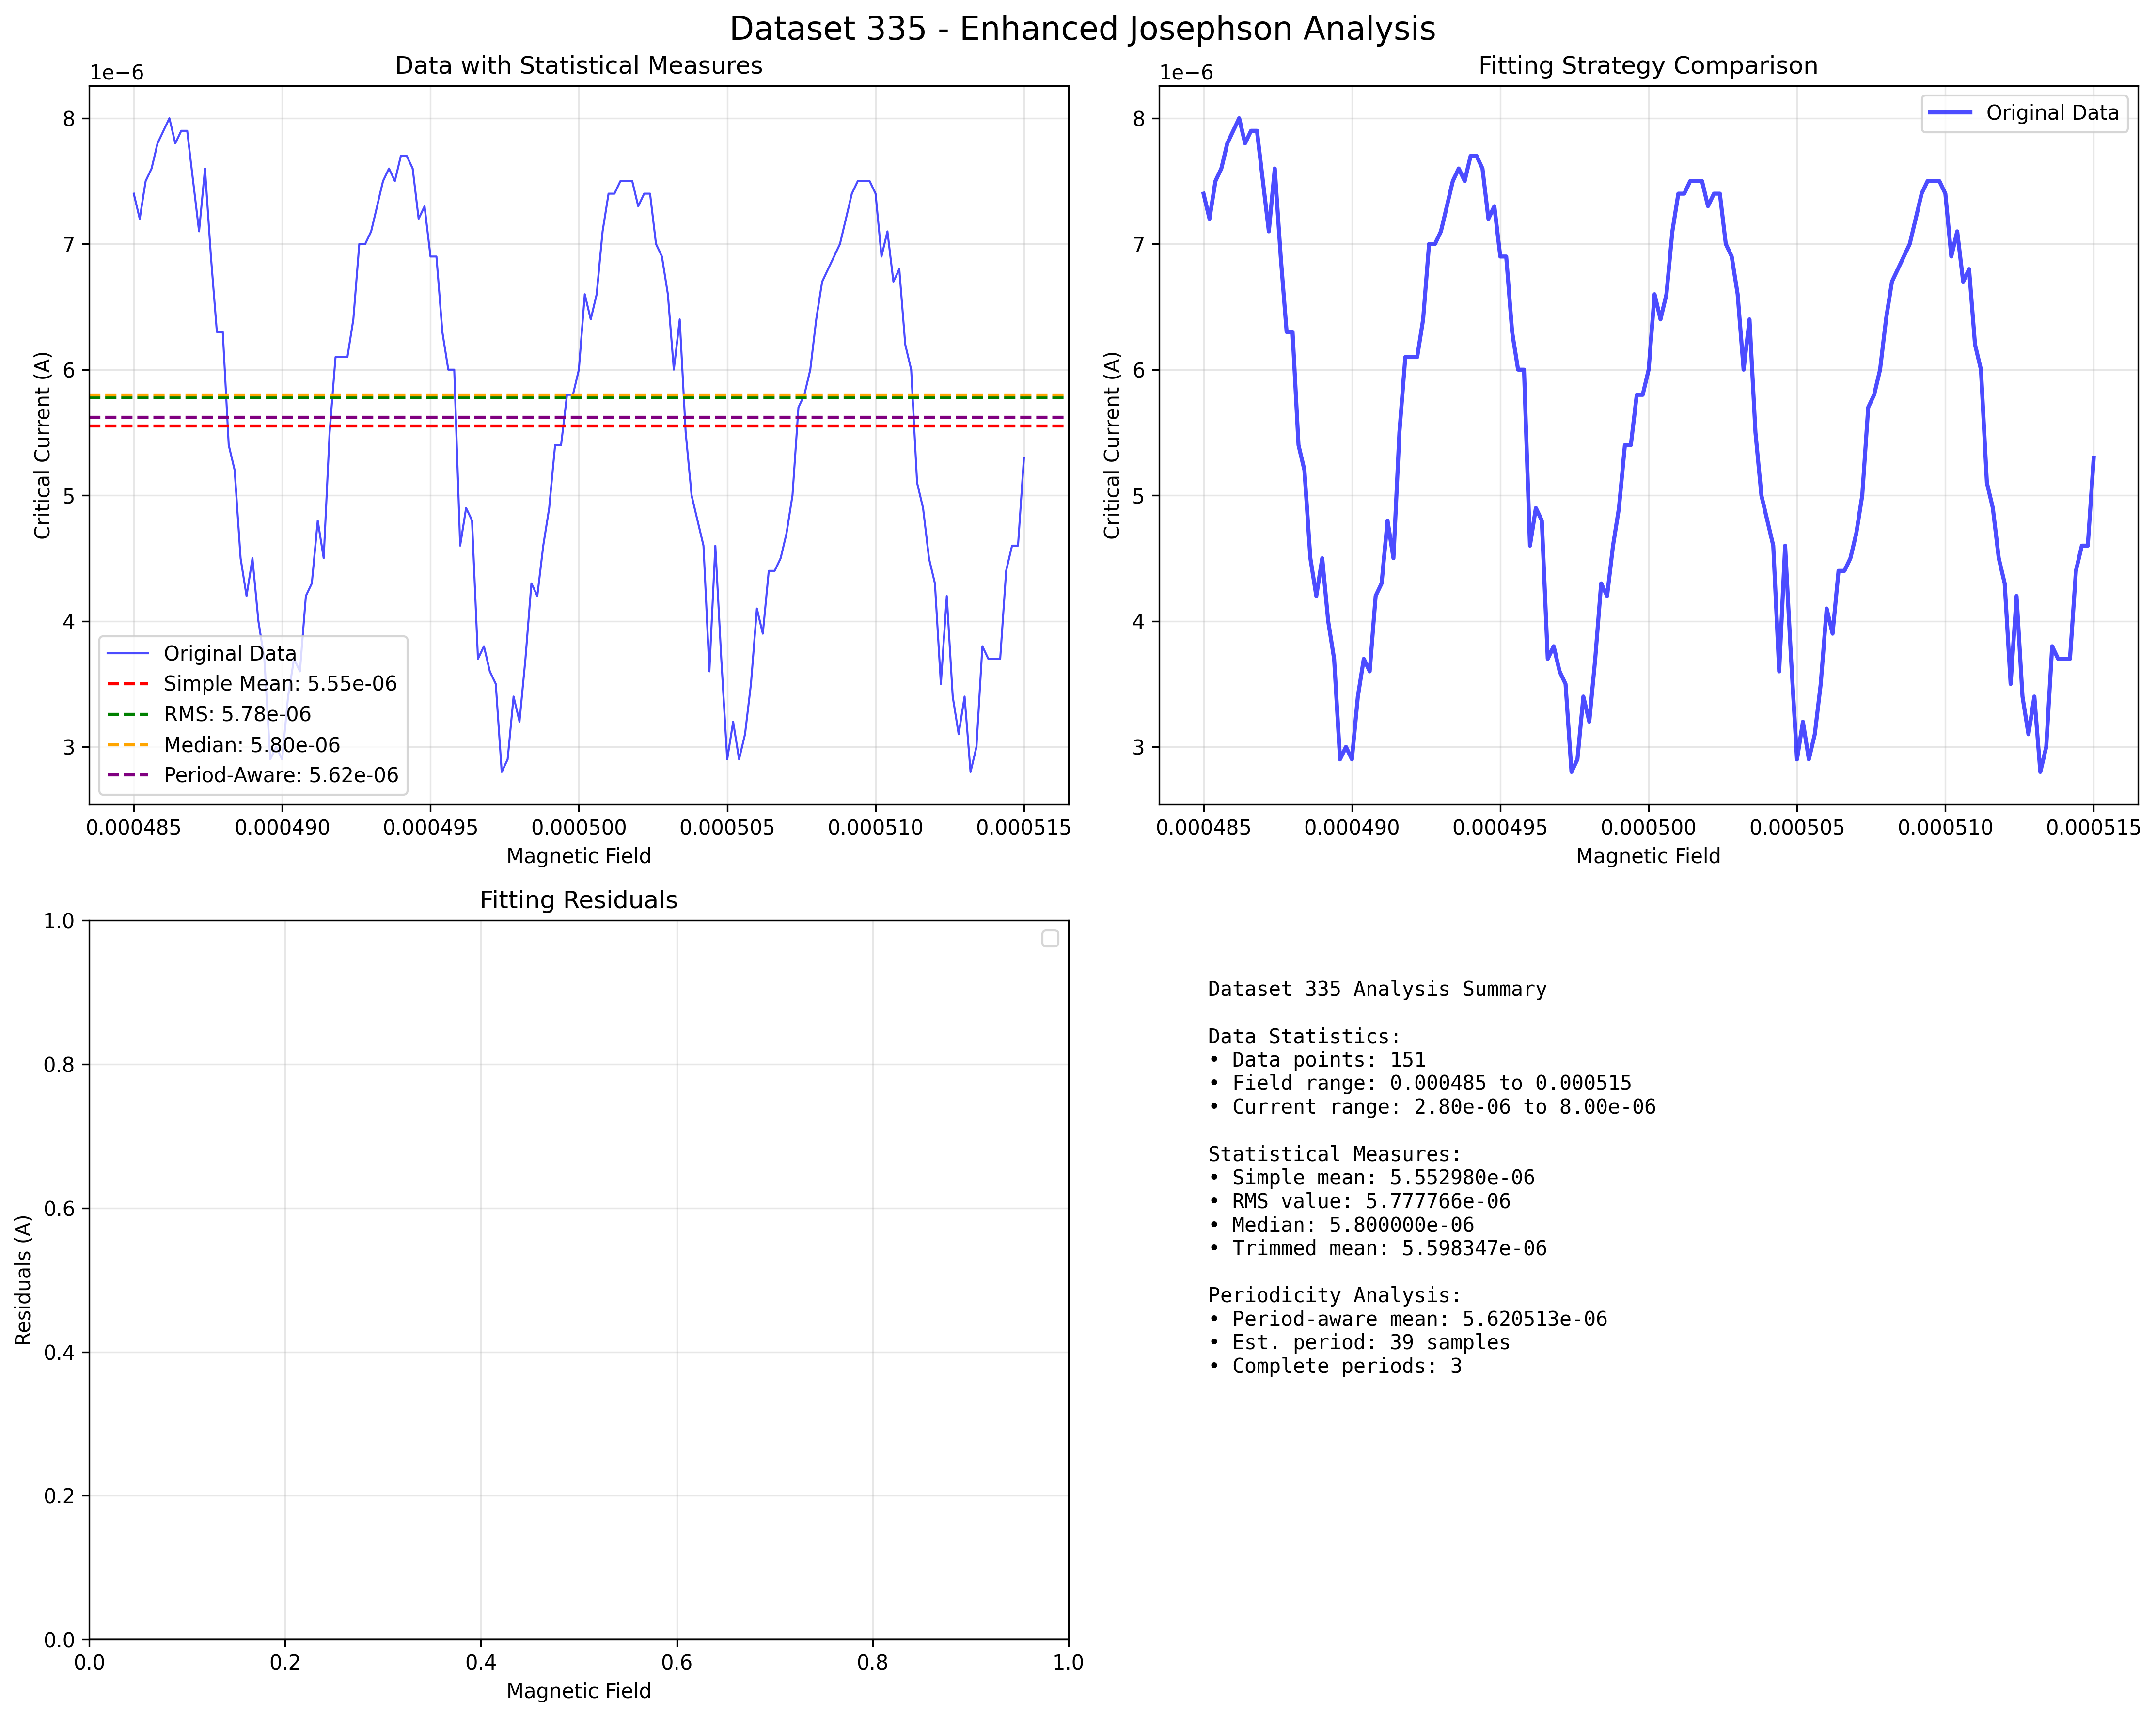 Dataset 335 - Enhanced Josephson Analysis
Data with Statistical Measures
1e−6
8
7
6
5
4
3
Critical Current (A)
Original Data
Simple Mean: 5.55e-06
RMS: 5.78e-06
Median: 5.80e-06
Period-Aware: 5.62e-06
0.000485 0.000490 0.000495 0.000500 0.000505 0.000510 0.000515
Magnetic Field
Fitting Strategy Comparison
1e−6
Original Data
8
7
6
5
4
3
Critical Current (A)
0.000485 0.000490 0.000495 0.000500 0.000505 0.000510 0.000515
Magnetic Field
Fitting Residuals
1.0
0.8
0.6
0.4
0.2
0.0
Residuals (A)
0.0 0.2 0.4 0.6 0.8 1.0
Magnetic Field
Dataset 335 Analysis Summary
Data Statistics:
• Data points: 151
• Field range: 0.000485 to 0.000515
• Current range: 2.80e-06 to 8.00e-06
Statistical Measures:
• Simple mean: 5.552980e-06
• RMS value: 5.777766e-06
• Median: 5.800000e-06
• Trimmed mean: 5.598347e-06
Periodicity Analysis:
• Period-aware mean: 5.620513e-06
• Est. period: 39 samples
• Complete periods: 3